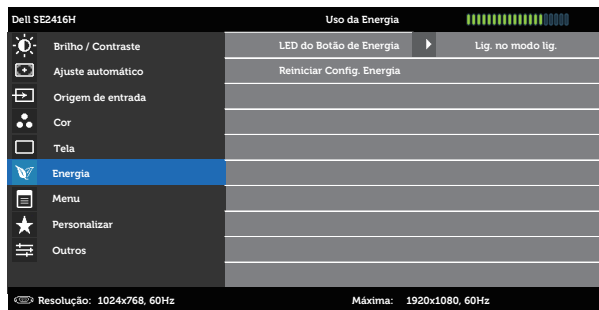 Dell SE2416H Uso da Energia
Brilho / Contraste LED do Botão de Energia Lig. no modo lig.
Ajuste automático Reiniciar Config. Energia
Origem de entrada
Cor
Tela
Energia
Menu
Personalizar
Outros
Resolução: 1024x768, 60Hz Máxima: 1920x1080, 60Hz